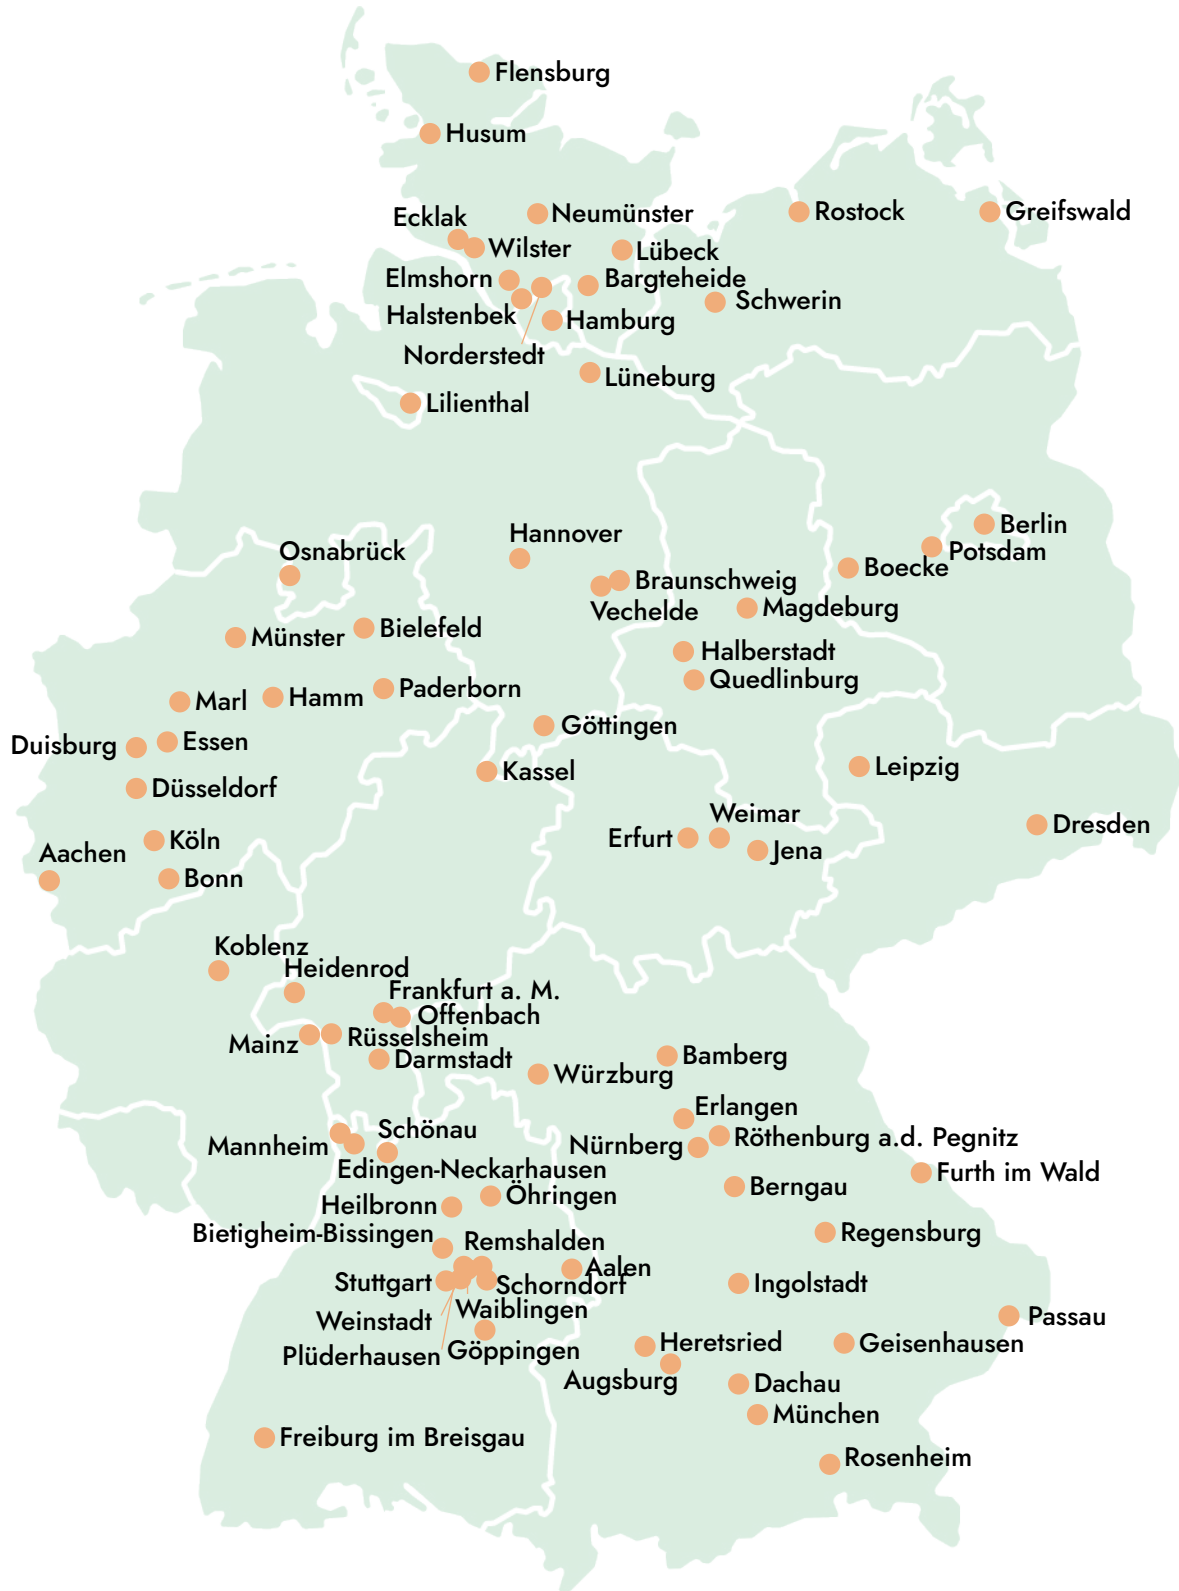 Flensburg
Husum
Ecklak
Neumünster
Rostock
Greifswald
Wilster
Lübeck
Elmshorn
Bargteheide
Schwerin
Halstenbek
Hamburg
Norderstedt
Lüneburg
Lilienthal
Berlin
Hannover
Osnabrück
Potsdam
Boecke
Braunschweig
Vechelde
Magdeburg
Bielefeld
Münster
Halberstadt
Quedlinburg
Paderborn
Hamm
Marl
Göttingen
Essen
Duisburg
Kassel
Leipzig
Düsseldorf
Weimar
Erfurt
Dresden
Köln
Jena
Aachen
Bonn
Koblenz
Heidenrod
Frankfurt a. M.
Offenbach
Rüsselsheim
Mainz
Darmstadt
Bamberg
Würzburg
Erlangen
Schönau
Röthenburg a.d. Pegnitz
Mannheim
Nürnberg
Edingen-Neckarhausen
Furth im Wald
Berngau
Öhringen
Heilbronn
Bietigheim-Bissingen
Regensburg
Remshalden
Aalen
Stuttgart
Schorndorf
Ingolstadt
Waiblingen
Weinstadt
Passau
Plüderhausen
Göppingen
Heretsried
Geisenhausen
Augsburg
Dachau
München
Freiburg im Breisgau
Rosenheim